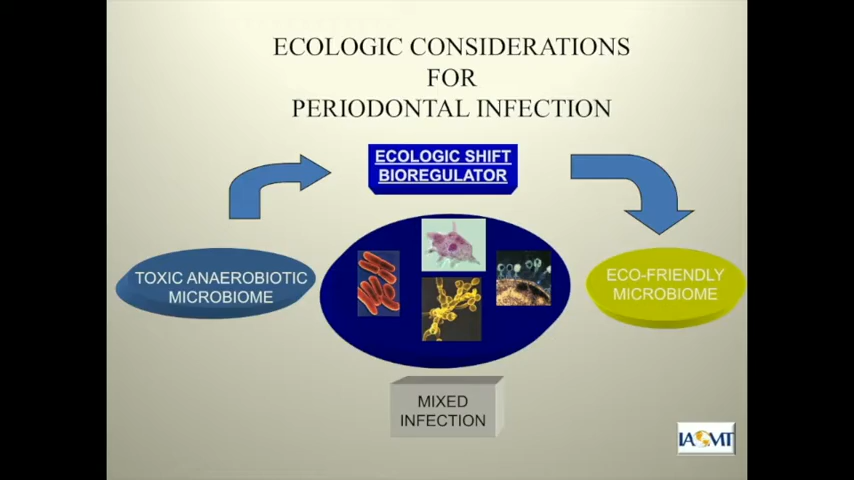 ECOLOGIC CONSIDERATIONS
FOR
PERIODONTAL INFECTION
ECOLOGIC SHIFT
BIOREGULATOR
TOXIC ANAEROBIOTIC
MICROBIOME
ECO-FRIENDLY
MICROBIOME
MIXED
INFECTION
IAOMT